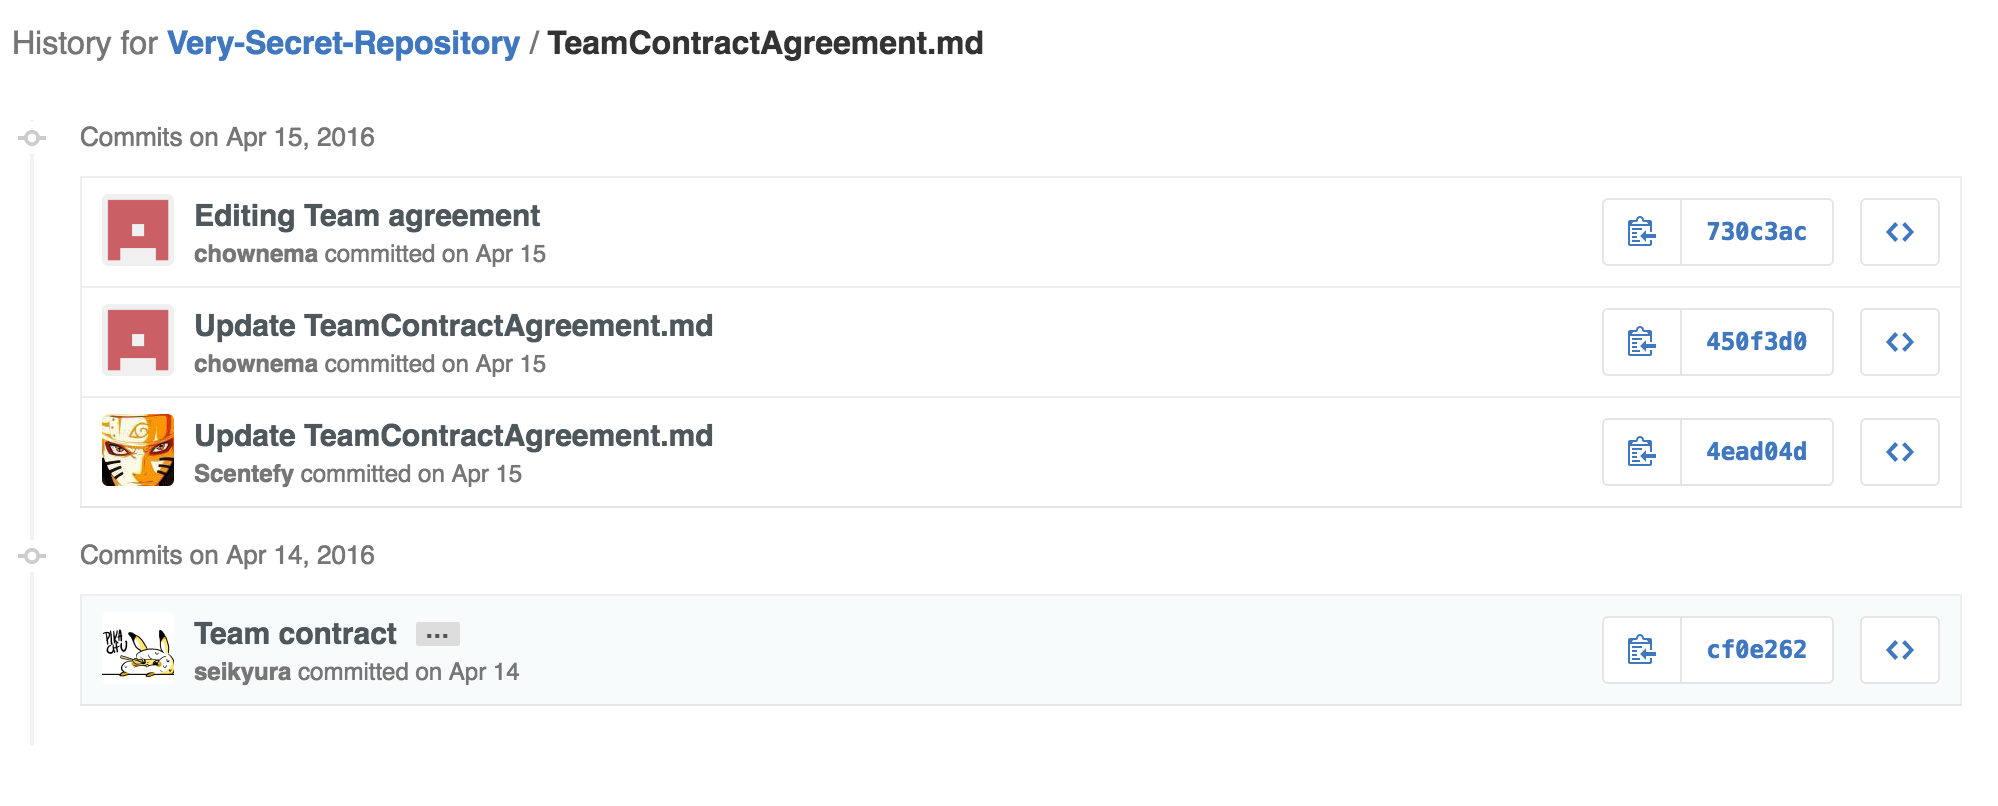 History for Very-Secret-Repository / TeamContractAgreement.md
Commits on Apr 15, 2016
Editing Team agreement
chownema committed on Apr 15
730c3ac
Update TeamContractAgreement.md
chownema committed on Apr 15
450f3d0
Update TeamContractAgreement.md
Scentefy committed on Apr 15
4ead04d
Commits on Apr 14, 2016
PIKA
CHU
Team contract …
seikyura committed on Apr 14
cf0e262